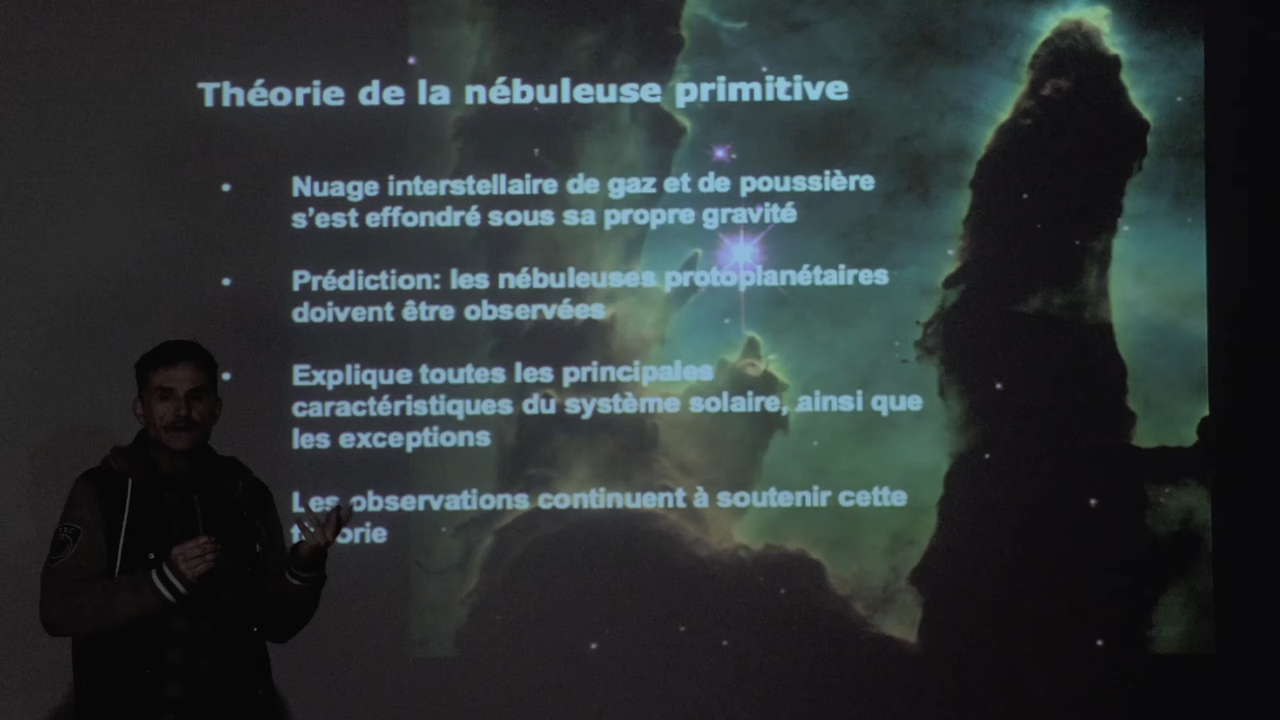 Théorie de la nébuleuse primitive
• Nuage interstellaire de gaz et de poussière
s'est effondré sous sa propre gravité
• Prédiction: les nébuleuses protoplanétaires
doivent être observées
• Explique toutes les principales
caractéristiques du système solaire, ainsi que
les exceptions
Les observations continuent à soutenir cette
théorie